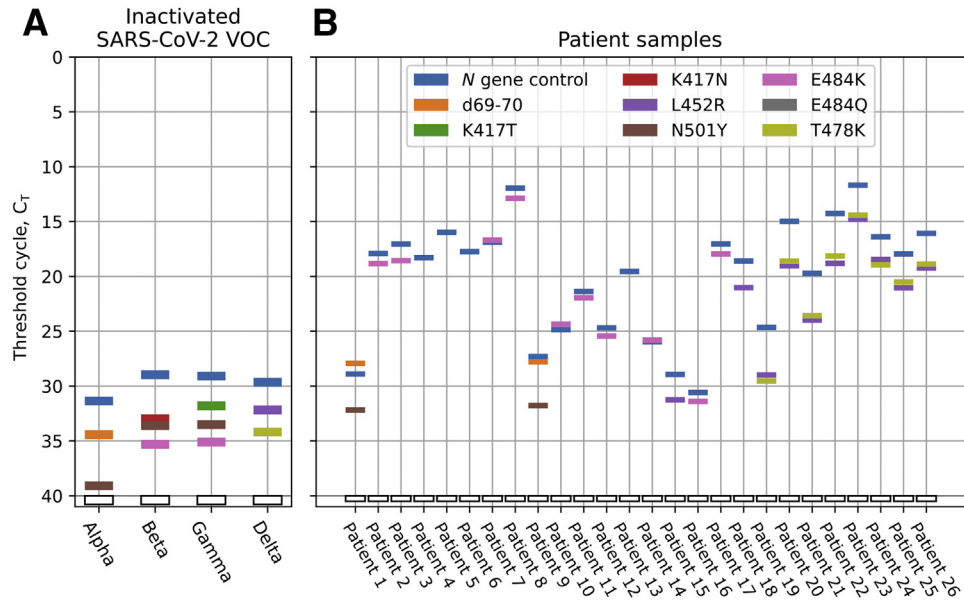 A
Inactivated
SARS-CoV-2 VOC
B
Patient samples
N gene control
d69-70
K417T
K417N
L452R
N501Y
E484K
E484Q
T478K
Threshold cycle, CT
0
5
10
15
20
25
30
35
40
Alpha
Beta
Gamma
Delta
Patient 1
Patient 2
Patient 3
Patient 4
Patient 5
Patient 6
Patient 7
Patient 8
Patient 9
Patient 10
Patient 11
Patient 12
Patient 13
Patient 14
Patient 15
Patient 16
Patient 17
Patient 18
Patient 19
Patient 20
Patient 21
Patient 22
Patient 23
Patient 24
Patient 25
Patient 26